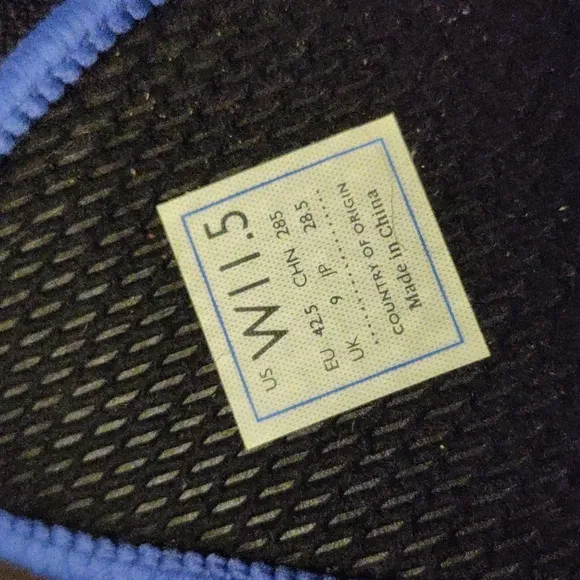 US W11.5
EU 42.5 CHN 285
UK 9 JP 28.5
COUNTRY OF ORIGIN
Made in China